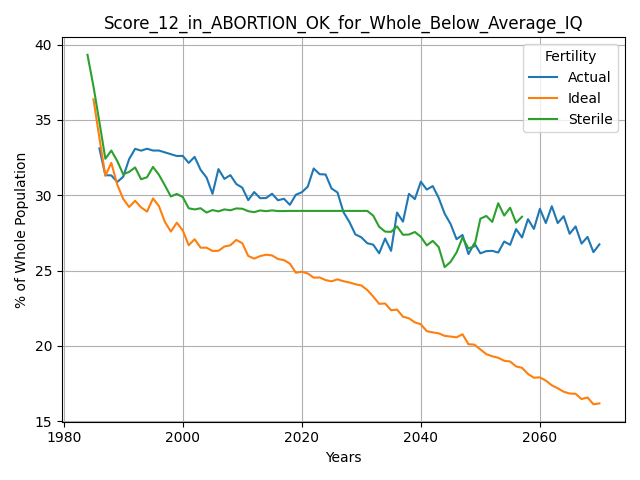 Score_12_in_ABORTION_OK_for_Whole_Below_Average_IQ
Fertility
Actual
Ideal
Sterile
% of Whole Population
40
35
30
25
20
15
1980
2000
2020
2040
2060
Years